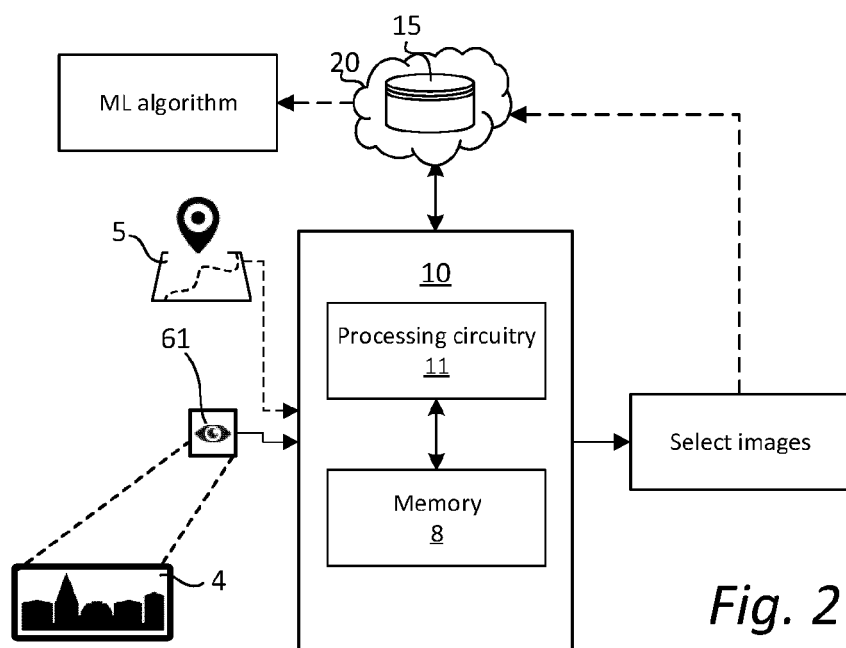 15
20
ML algorithm
5
10
Processing circuitry
11
61
Select images
Memory
8
4
Fig. 2